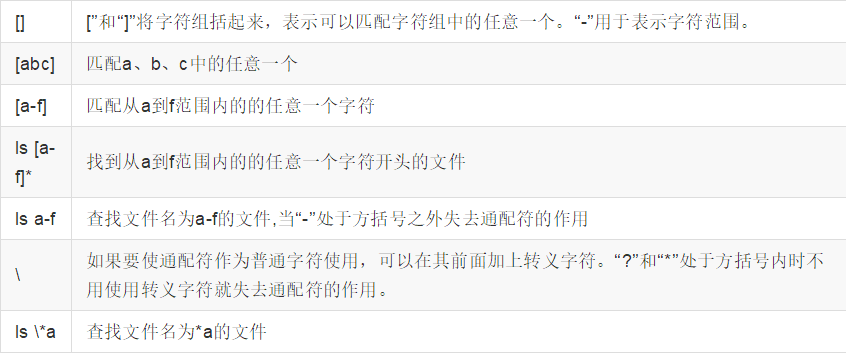 [] [”和“]”将字符组括起来，表示可以匹配字符组中的任意一个。“-”用于表示字符范围。
[abc] 匹配a、b、c中的任意一个
[a-f] 匹配从a到f范围内的的任意一个字符
ls [a-
f]* 找到从a到f范围内的的任意一个字符开头的文件
ls a-f 查找文件名为a-f的文件,当“-”处于方括号之外失去通配符的作用
\ 如果要使通配符作为普通字符使用，可以在其前面加上转义字符。“?”和“*”处于方括号内时不
用使用转义字符就失去通配符的作用。
ls \*a 查找文件名为*a的文件